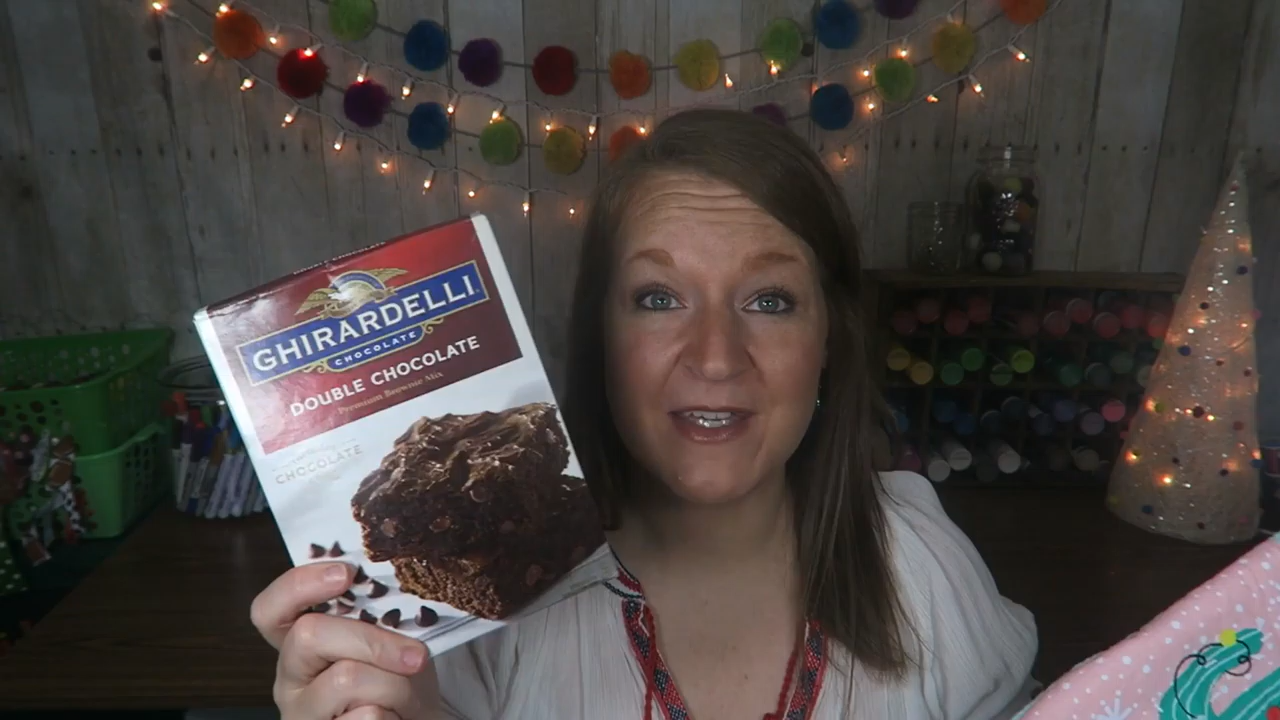 GHIRARDELLI
CHOCOLATE
DOUBLE CHOCOLATE
Premium Brownie Mix
CHOCOLATE